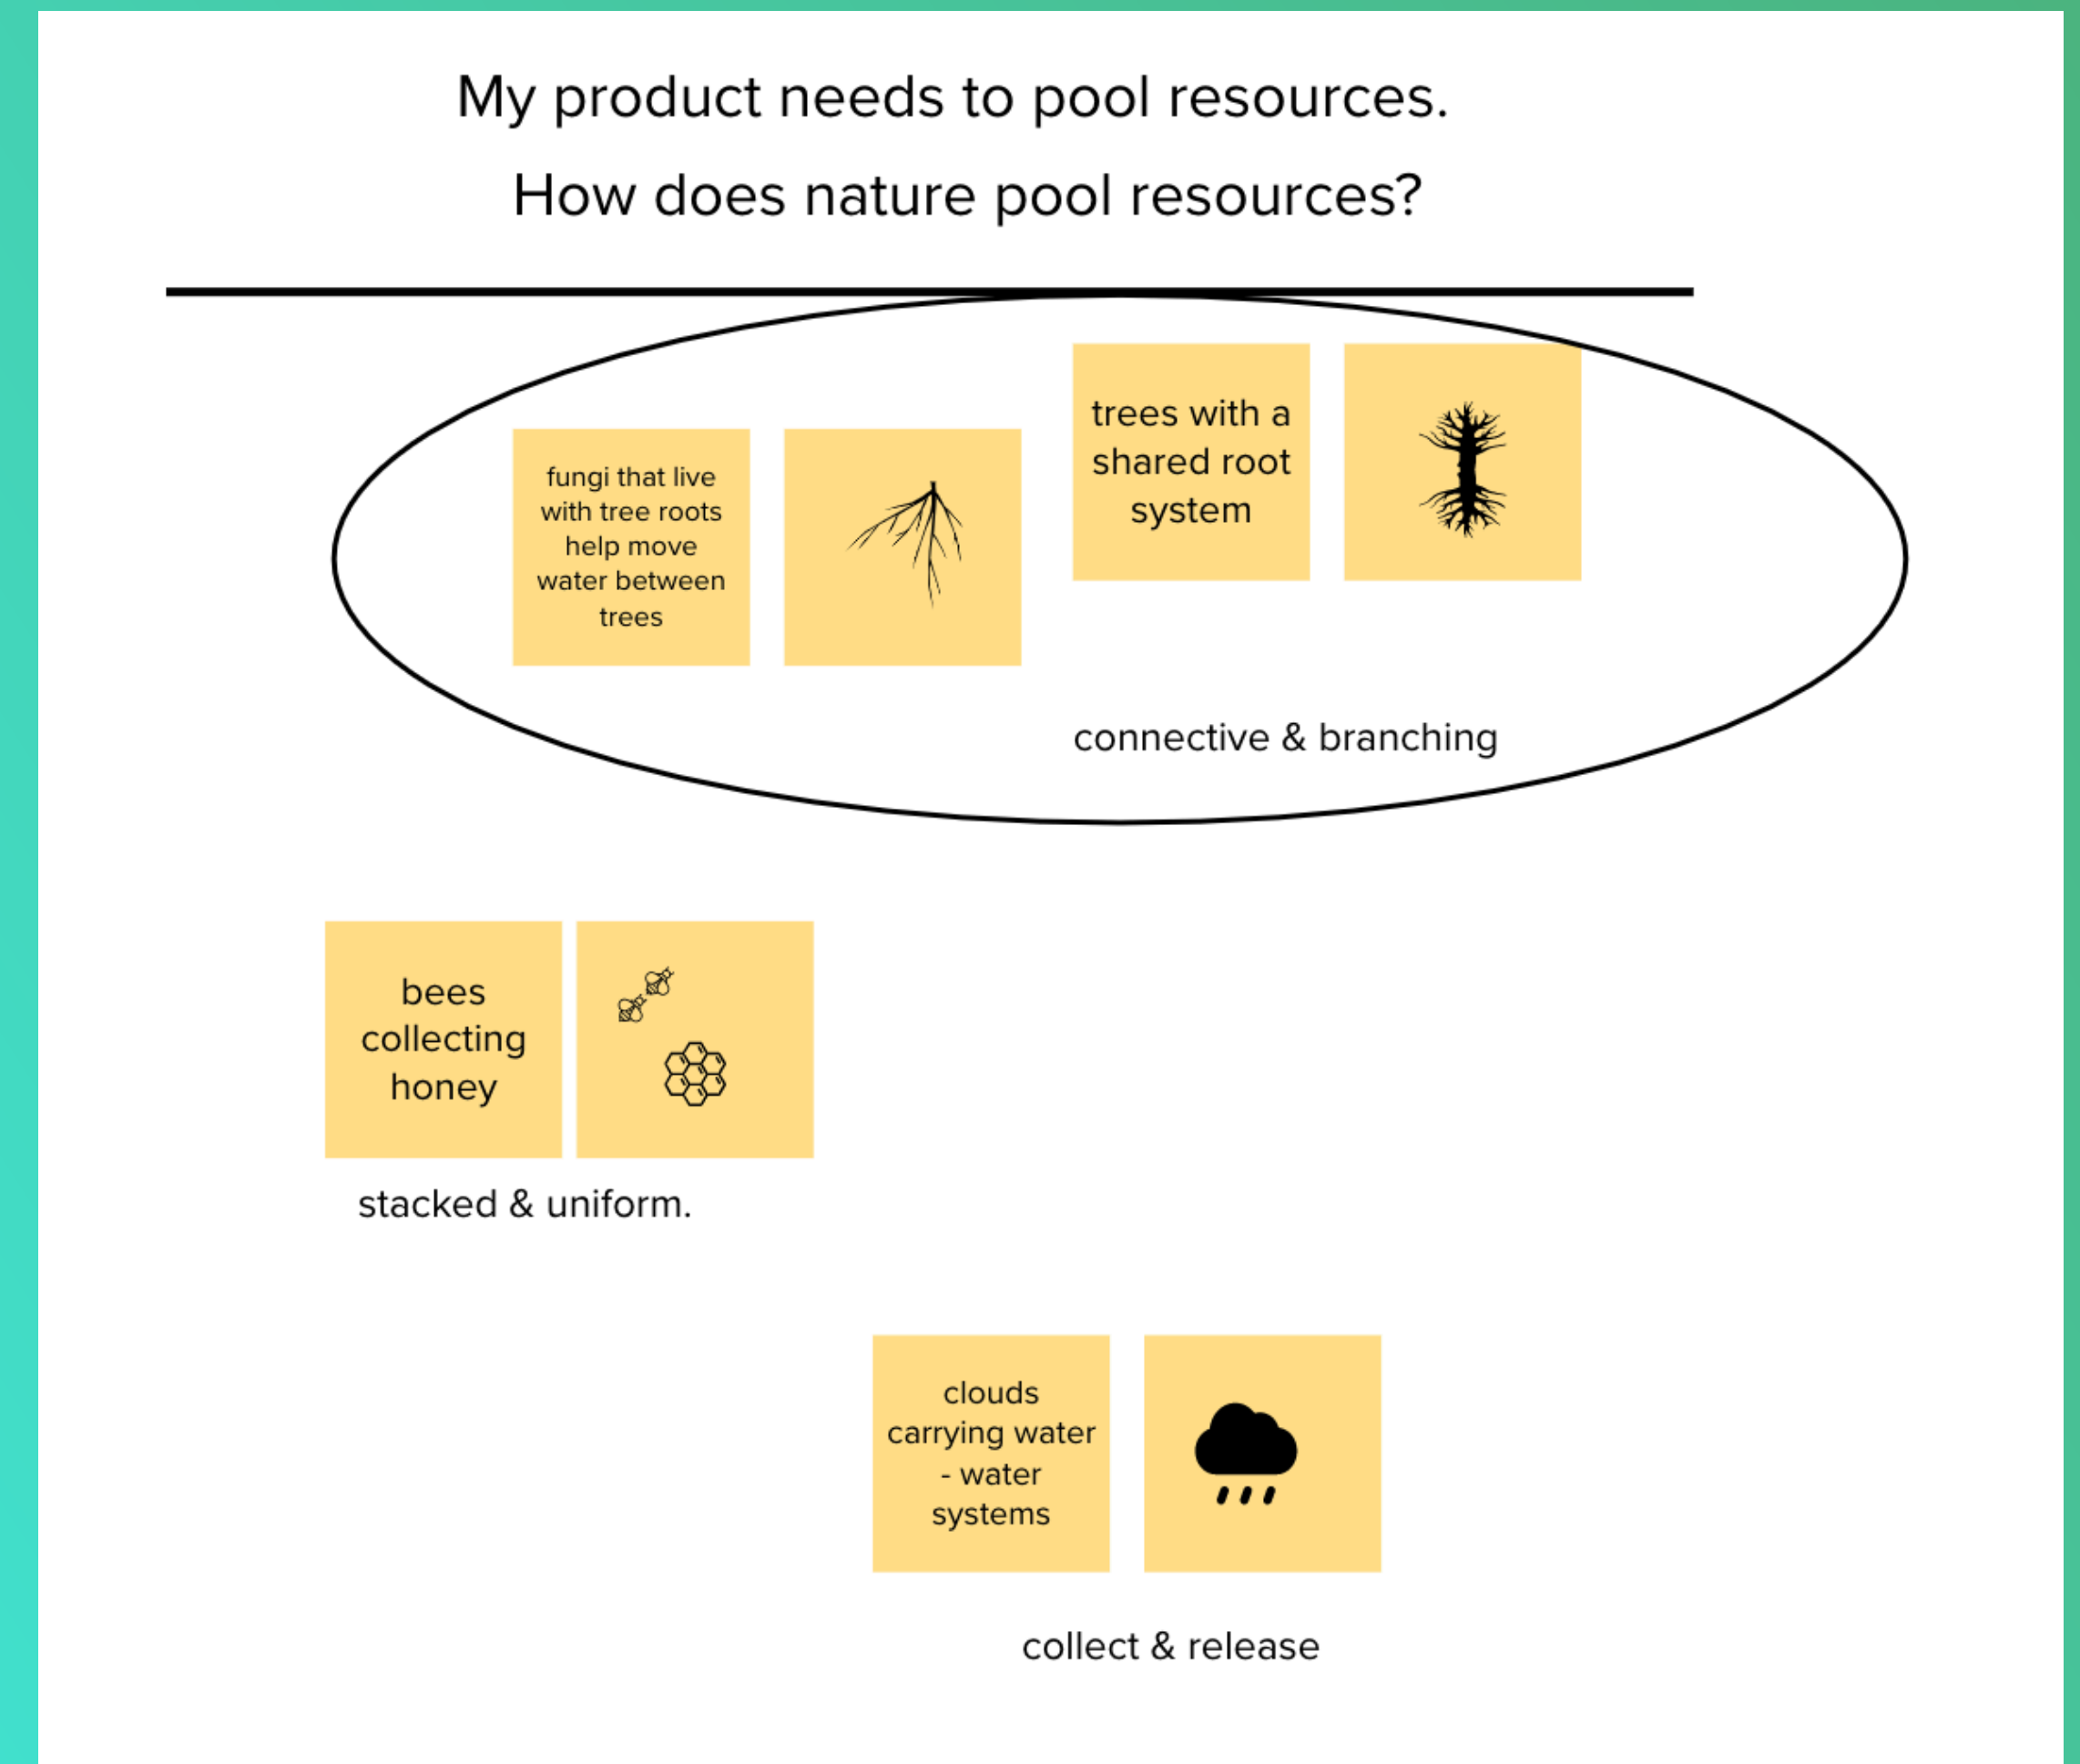 My product needs to pool resources.
How does nature pool resources?
fungi that live
with tree roots
help move
water between
trees
trees with a
shared root
system
connective & branching
bees
collecting
honey
stacked & uniform.
clouds
carrying water
- water
systems
collect & release